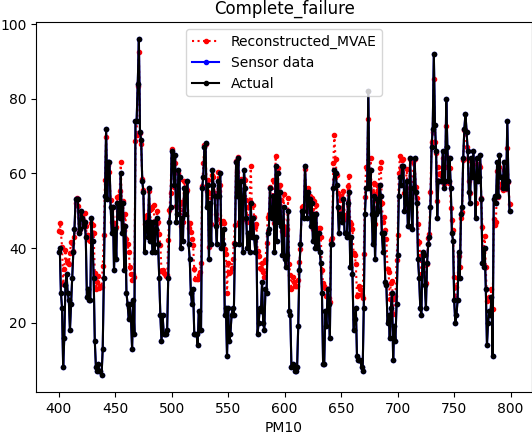 Complete_failure
Reconstructed_MVAE
Sensor data
Actual
100
80
60
40
20
400 450 500 550 600 650 700 750 800
PM10